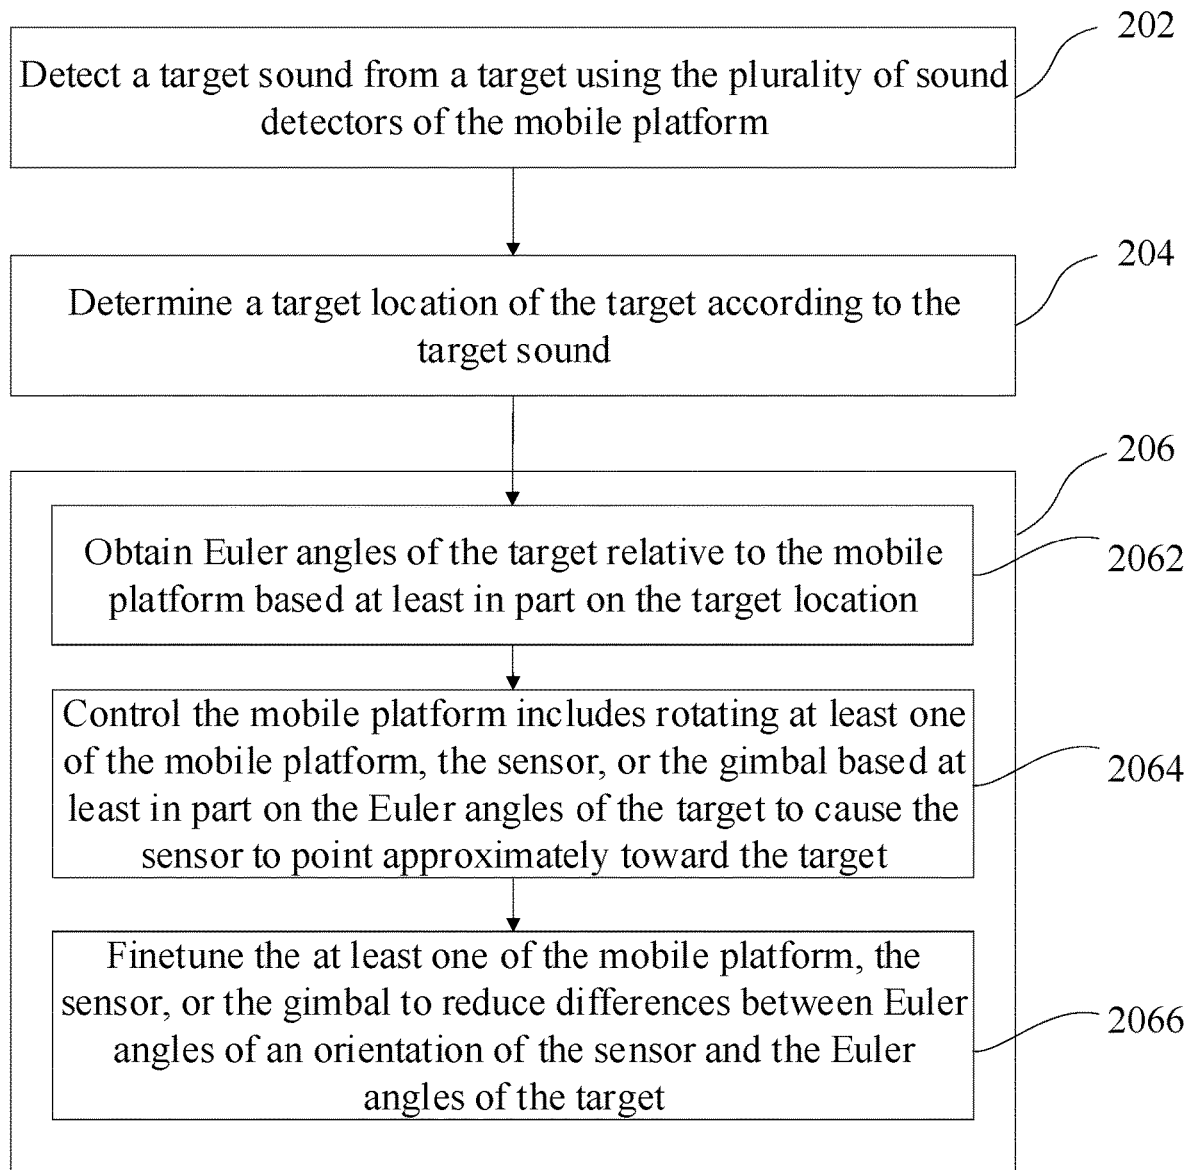 202
Detect a target sound from a target using the plurality of sound
detectors of the mobile platform
204
Determine a target location of the target according to the
target sound
206
Obtain Euler angles of the target relative to the mobile
platform based at least in part on the target location
2062
Control the mobile platform includes rotating at least one
of the mobile platform, the sensor, or the gimbal based at
least in part on the Euler angles of the target to cause the
sensor to point approximately toward the target
2064
Finetune the at least one of the mobile platform, the
sensor, or the gimbal to reduce differences between Euler
angles of an orientation of the sensor and the Euler
angles of the target
2066